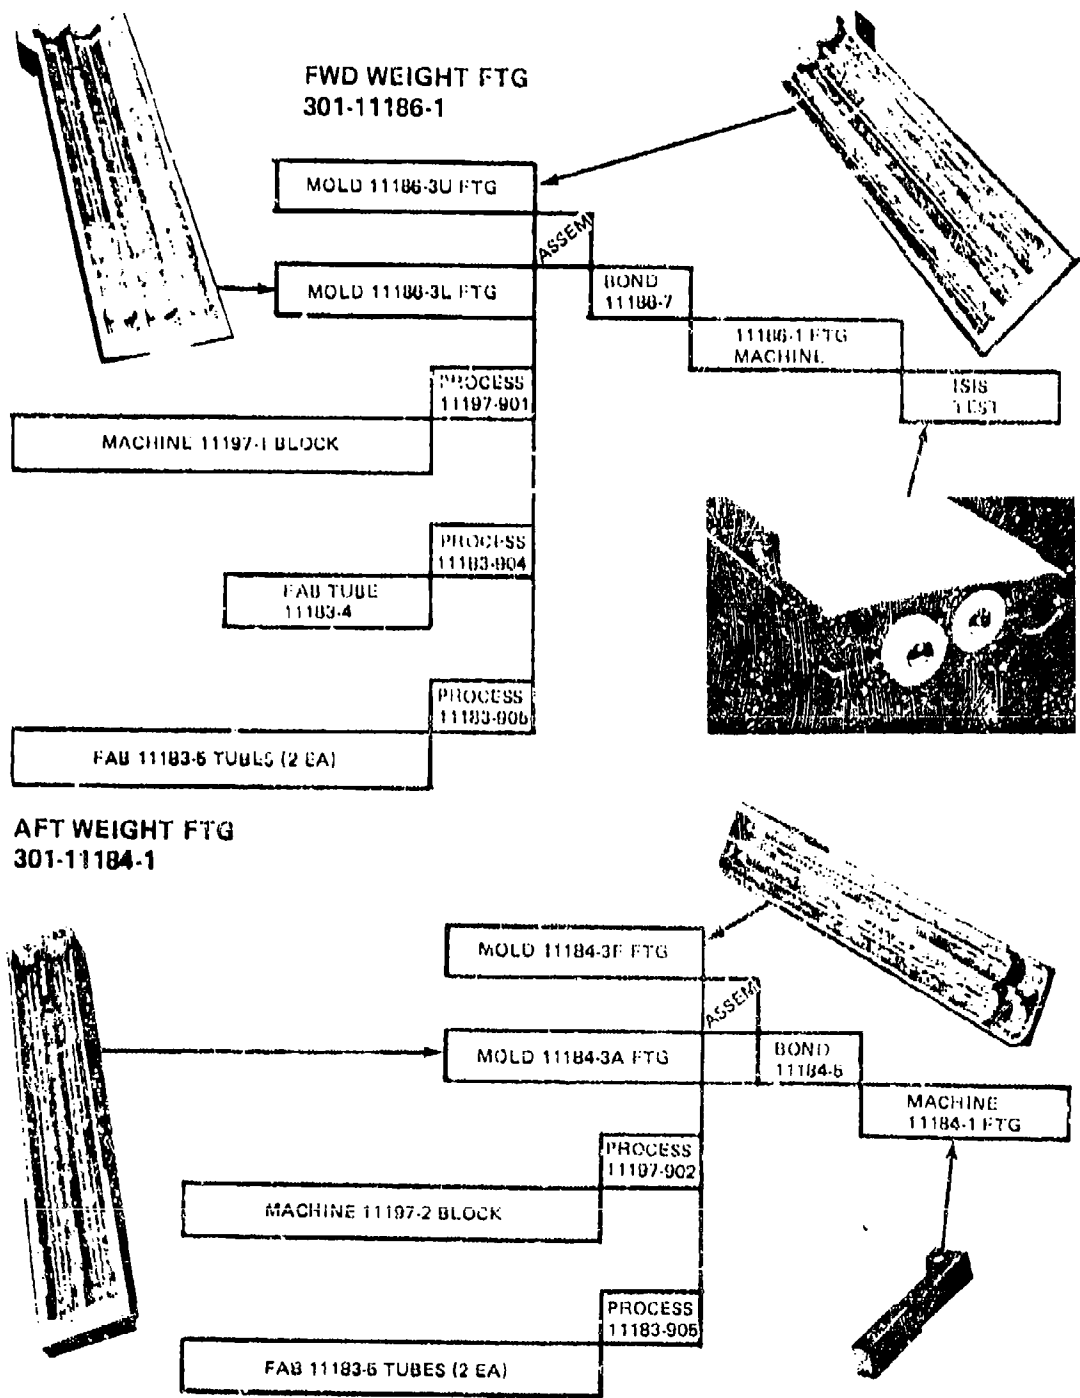 FWD WEIGHT FTG
301-11186-1
MOLD 11186-3U FTG
ASSEM
MOLD 11186-3L FTG
BOND
11186-7
11186-1 FTG
MACHINE
ISIS
TEST
PROCESS
11197-901
MACHINE 11197-1 BLOCK
PROCESS
11183-904
FAB TUBE
11183-4
PROCESS
11183-905
FAB 11183-5 TUBES (2 EA)
AFT WEIGHT FTG
301-11184-1
MOLD 11184-3F FTG
ASSEM
MOLD 11184-3A FTG
BOND
MACHINE
11184-1 FTG
PROCESS
11197-902
MACHINE 11197-2 BLOCK
PROCESS
11183-905
FAB 11183-5 TUBES (2 EA)